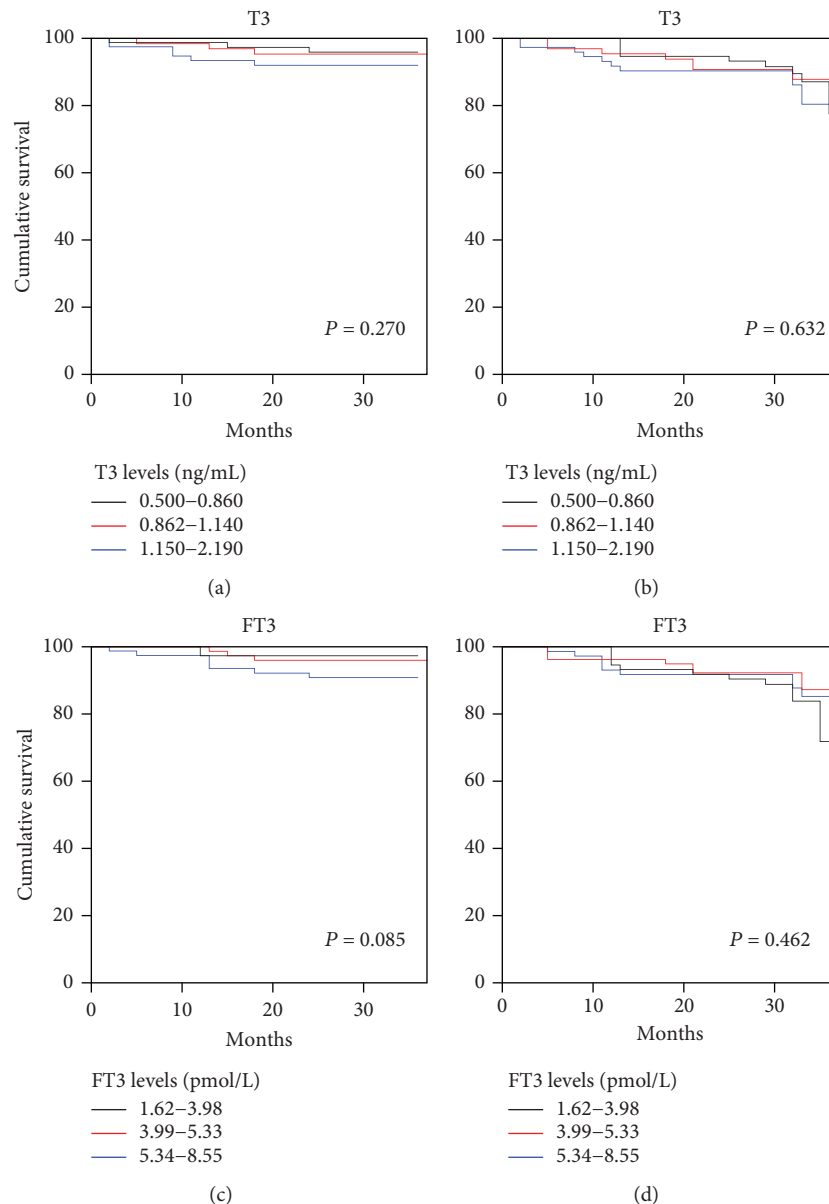 T3
Cumulative survival
100
80
60
40
20
0
P = 0.270
0 10 20 30
Months
T3 levels (ng/mL)
0.500–0.860
0.862–1.140
1.150–2.190
(a)
T3
100
80
60
40
20
0
P = 0.632
0 10 20 30
Months
T3 levels (ng/mL)
0.500–0.860
0.862–1.140
1.150–2.190
(b)
FT3
Cumulative survival
100
80
60
40
20
0
P = 0.085
0 10 20 30
Months
FT3 levels (pmol/L)
1.62–3.98
3.99–5.33
5.34–8.55
(c)
FT3
100
80
60
40
20
0
P = 0.462
0 10 20 30
Months
FT3 levels (pmol/L)
1.62–3.98
3.99–5.33
5.34–8.55
(d)